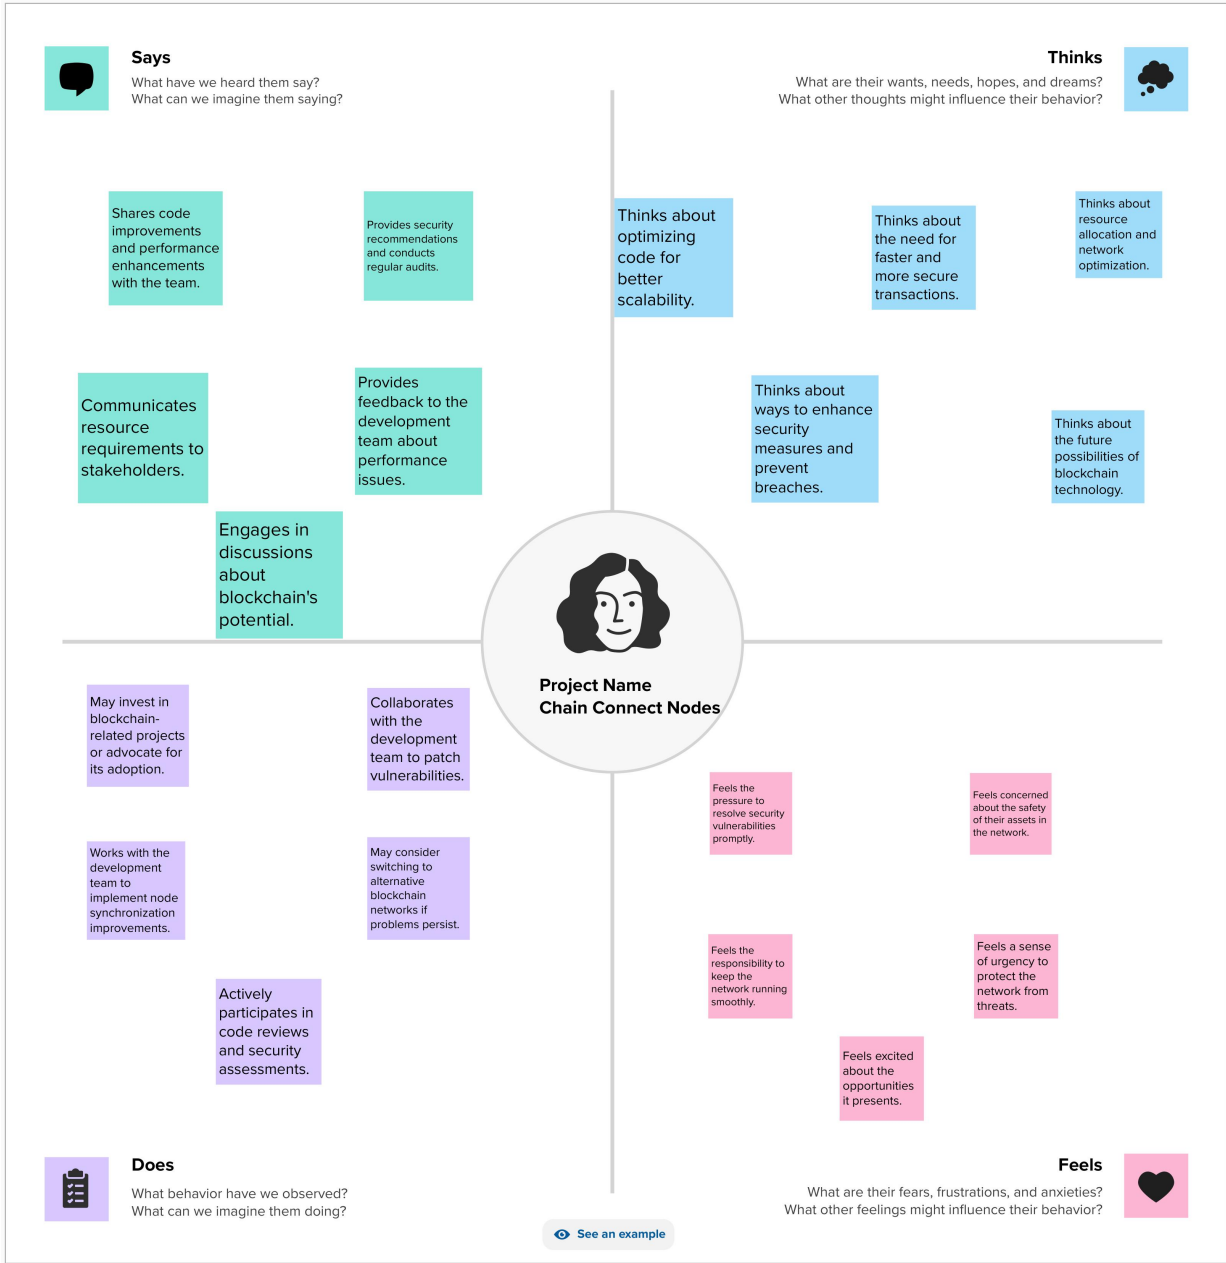 Says
What have we heard them say?
What can we imagine them saying?
Thinks
What are their wants, needs, hopes, and dreams?
What other thoughts might influence their behavior?
Shares code
improvements
and performance
enhancements
with the team.
Provides security
recommendations
and conducts
regular audits.
Communicates
resource
requirements to
stakeholders.
Provides
feedback to the
development
team about
performance
issues.
Engages in
discussions
about
blockchain's
potential.
Thinks about
optimizing
code for
better
scalability.
Thinks about
the need for
faster and
more secure
transactions.
Thinks about
resource
allocation and
network
optimization.
Thinks about
ways to enhance
security
measures and
prevent
breaches.
Thinks about
the future
possibilities of
blockchain
technology.
Project Name
Chain Connect Nodes
May invest in
blockchain-
related projects
or advocate for
its adoption.
Collaborates
with the
development
team to patch
vulnerabilities.
Works with the
development
team to
implement node
synchronization
improvements.
May consider
switching to
alternative
blockchain
networks if
problems persist.
Actively
participates in
code reviews
and security
assessments.
Feels the
pressure to
resolve security
vulnerabilities
promptly.
Feels concerned
about the safety
of their assets in
the network.
Feels the
responsibility to
keep the
network running
smoothly.
Feels a sense
of urgency to
protect the
network from
threats.
Feels excited
about the
opportunities
it presents.
Does
What behavior have we observed?
What can we imagine them doing?
Feels
What are their fears, frustrations, and anxieties?
What other feelings might influence their behavior?
See an example